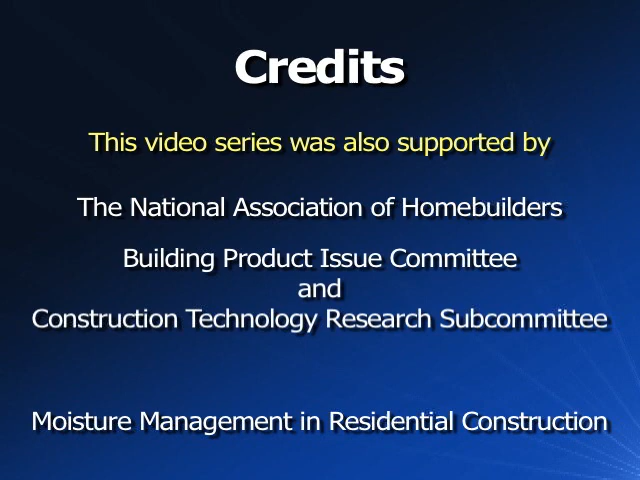 Credits
This video series was also supported by
The National Association of Homebuilders
Building Product Issue Committee
and
Construction Technology Research Subcommittee
Moisture Management in Residential Construction